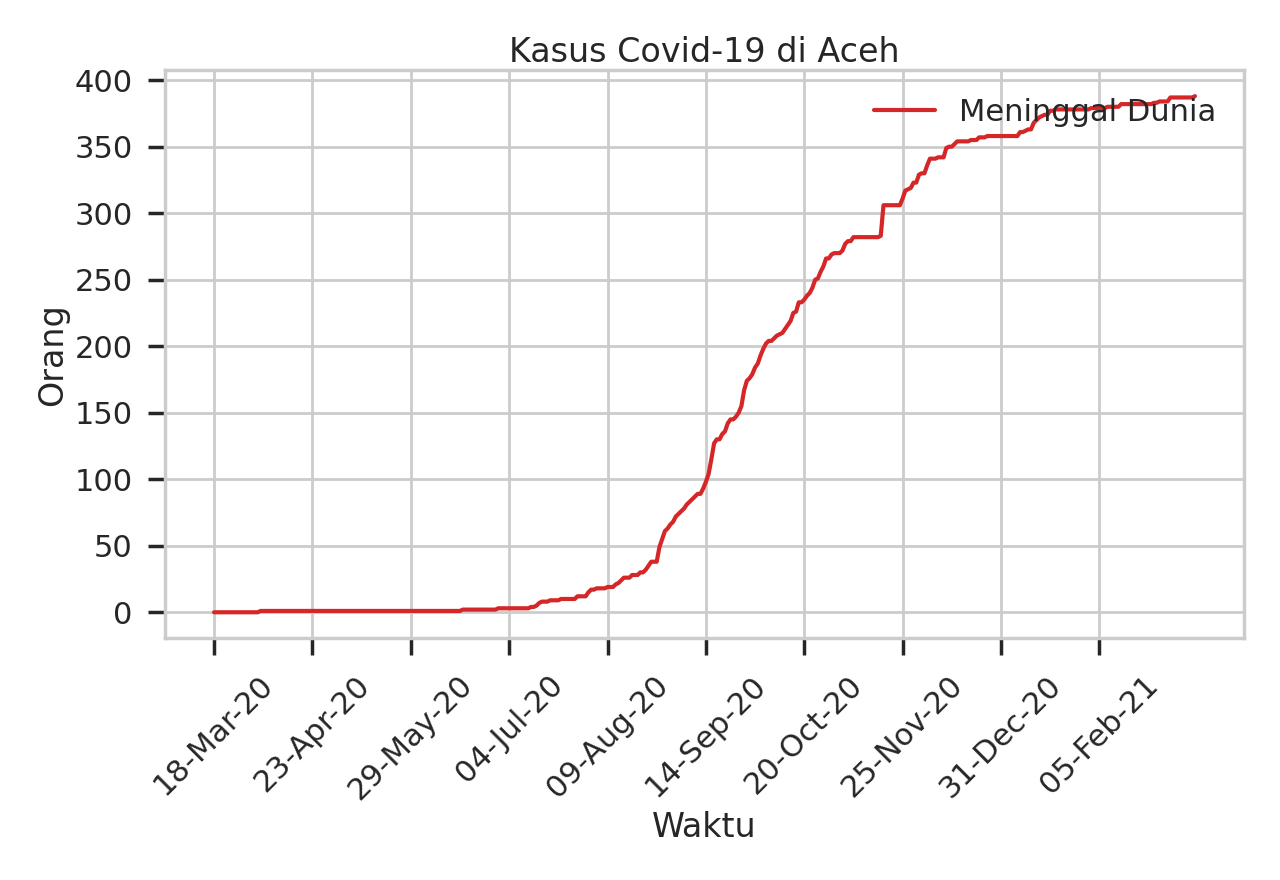 Kasus Covid-19 di Aceh
Meninggal Dunia
400
350
300
250
200
150
100
50
0
Orang
18-Mar-20
23-Apr-20
29-May-20
04-Jul-20
09-Aug-20
14-Sep-20
20-Oct-20
25-Nov-20
31-Dec-20
05-Feb-21
Waktu